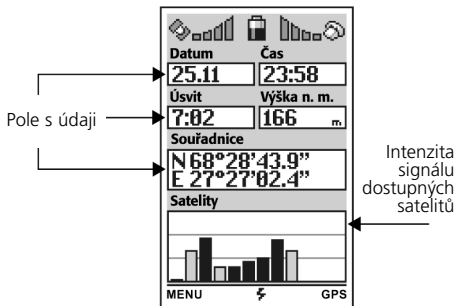 Datum Čas
25.11 23:58
Úsvit Výška n. m.
7:02 166 m
Pole s údaji
Souřadnice
N 68°28'43.9"
E 27°27'02.4"
Intenzita
signálu
dostupných
satelitů
Satelity
MENU GPS